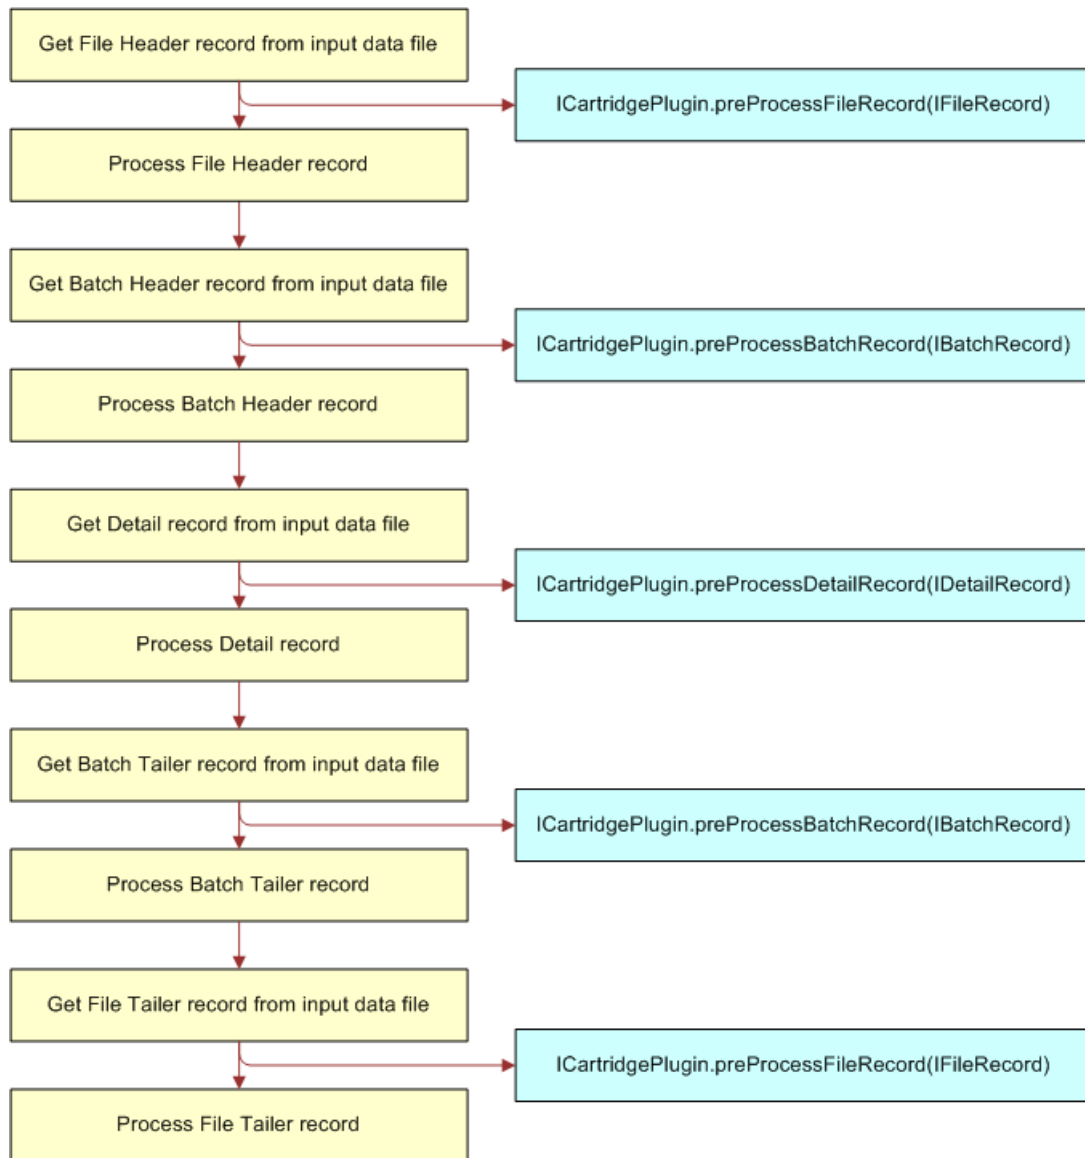 Get File Header record from input data file
ICartridgePlugin.preProcessFileRecord(IFileRecord)
Process File Header record
Get Batch Header record from input data file
ICartridgePlugin.preProcessBatchRecord(IBatchRecord)
Process Batch Header record
Get Detail record from input data file
ICartridgePlugin.preProcessDetailRecord(IDetailRecord)
Process Detail record
Get Batch Tailer record from input data file
ICartridgePlugin.preProcessBatchRecord(IBatchRecord)
Process Batch Tailer record
Get File Tailer record from input data file
ICartridgePlugin.preProcessFileRecord(IFileRecord)
Process File Tailer record